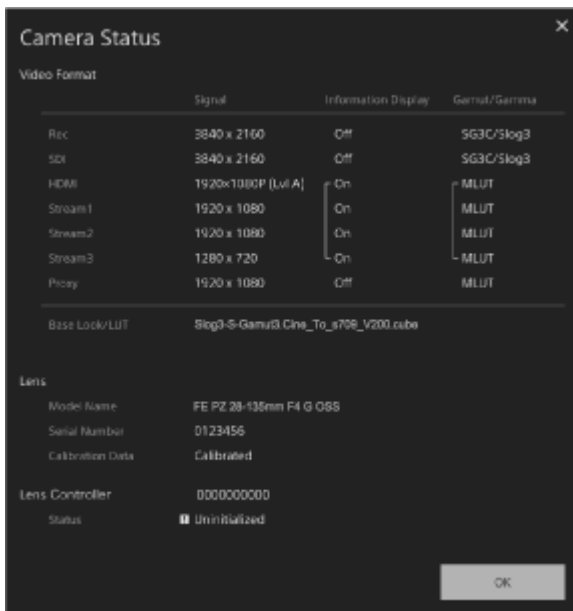 ×
Camera Status
Video Format
Signal Information Display Gamut/Gamma
Rec 3840 x 2160 Off SG3C/Slog3
SDI 3840 x 2160 Off SG3C/Slog3
HDMI 1920×1080P (Lvl A) On MLUT
Stream1 1920 x 1080 On MLUT
Stream2 1920 x 1080 On MLUT
Stream3 1280 x 720 On MLUT
Proxy 1920 x 1080 Off MLUT
Base Look/LUT Slog3-S-Gamut3.Cine_To_s709_V200.cube
Lens
Model Name FE PZ 28-135mm F4 G OSS
Serial Number 0123456
Calibration Data Calibrated
Lens Controller 0000000000
Status Uninitialized
OK